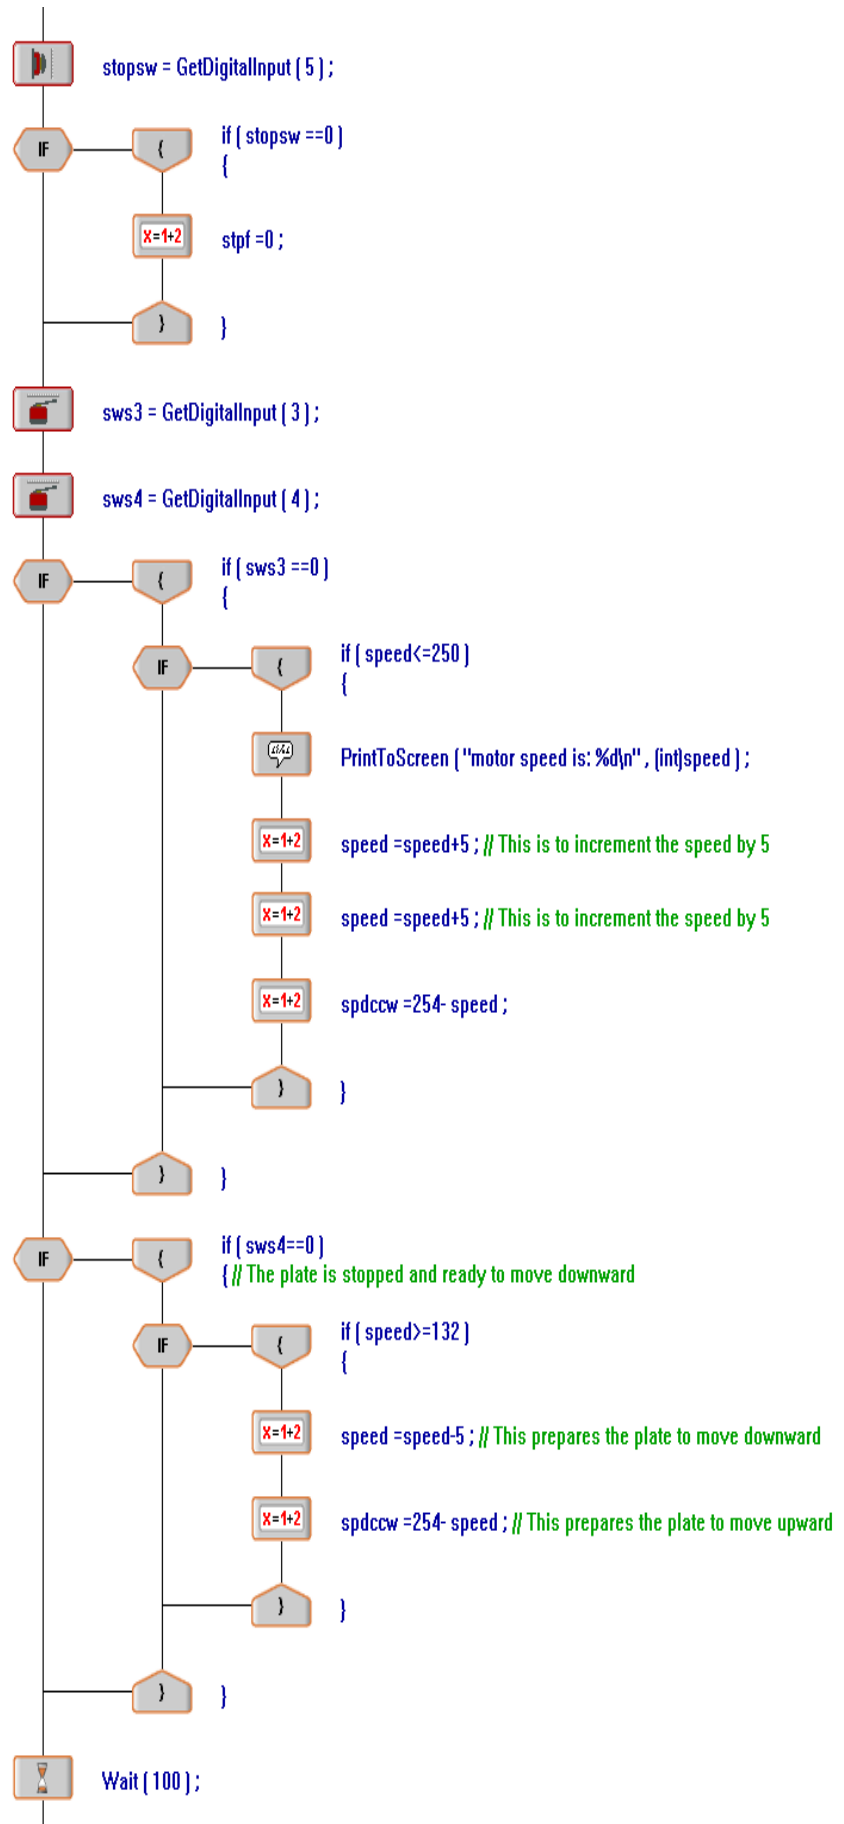 stopsw = GetDigitalInput ( 5 ) ;
IF
{
if ( stopsw ==0 )
{
X=1+2
stpf =0 ;
}
}
sws3 = GetDigitalInput ( 3 ) ;
sws4 = GetDigitalInput ( 4 ) ;
IF
{
if ( sws3 ==0 )
{
IF
{
if ( speed<=250 )
{
PrintToScreen ( "motor speed is: %d\n" , (int)speed ) ;
X=1+2
speed =speed+5 ; // This is to increment the speed by 5
X=1+2
speed =speed+5 ; // This is to increment the speed by 5
X=1+2
spdccw =254- speed ;
}
}
}
}
IF
{
if ( sws4==0 )
{ // The plate is stopped and ready to move downward
IF
{
if ( speed>=132 )
{
X=1+2
speed =speed-5 ; // This prepares the plate to move downward
X=1+2
spdccw =254- speed ; // This prepares the plate to move upward
}
}
}
}
Wait ( 100 ) ;